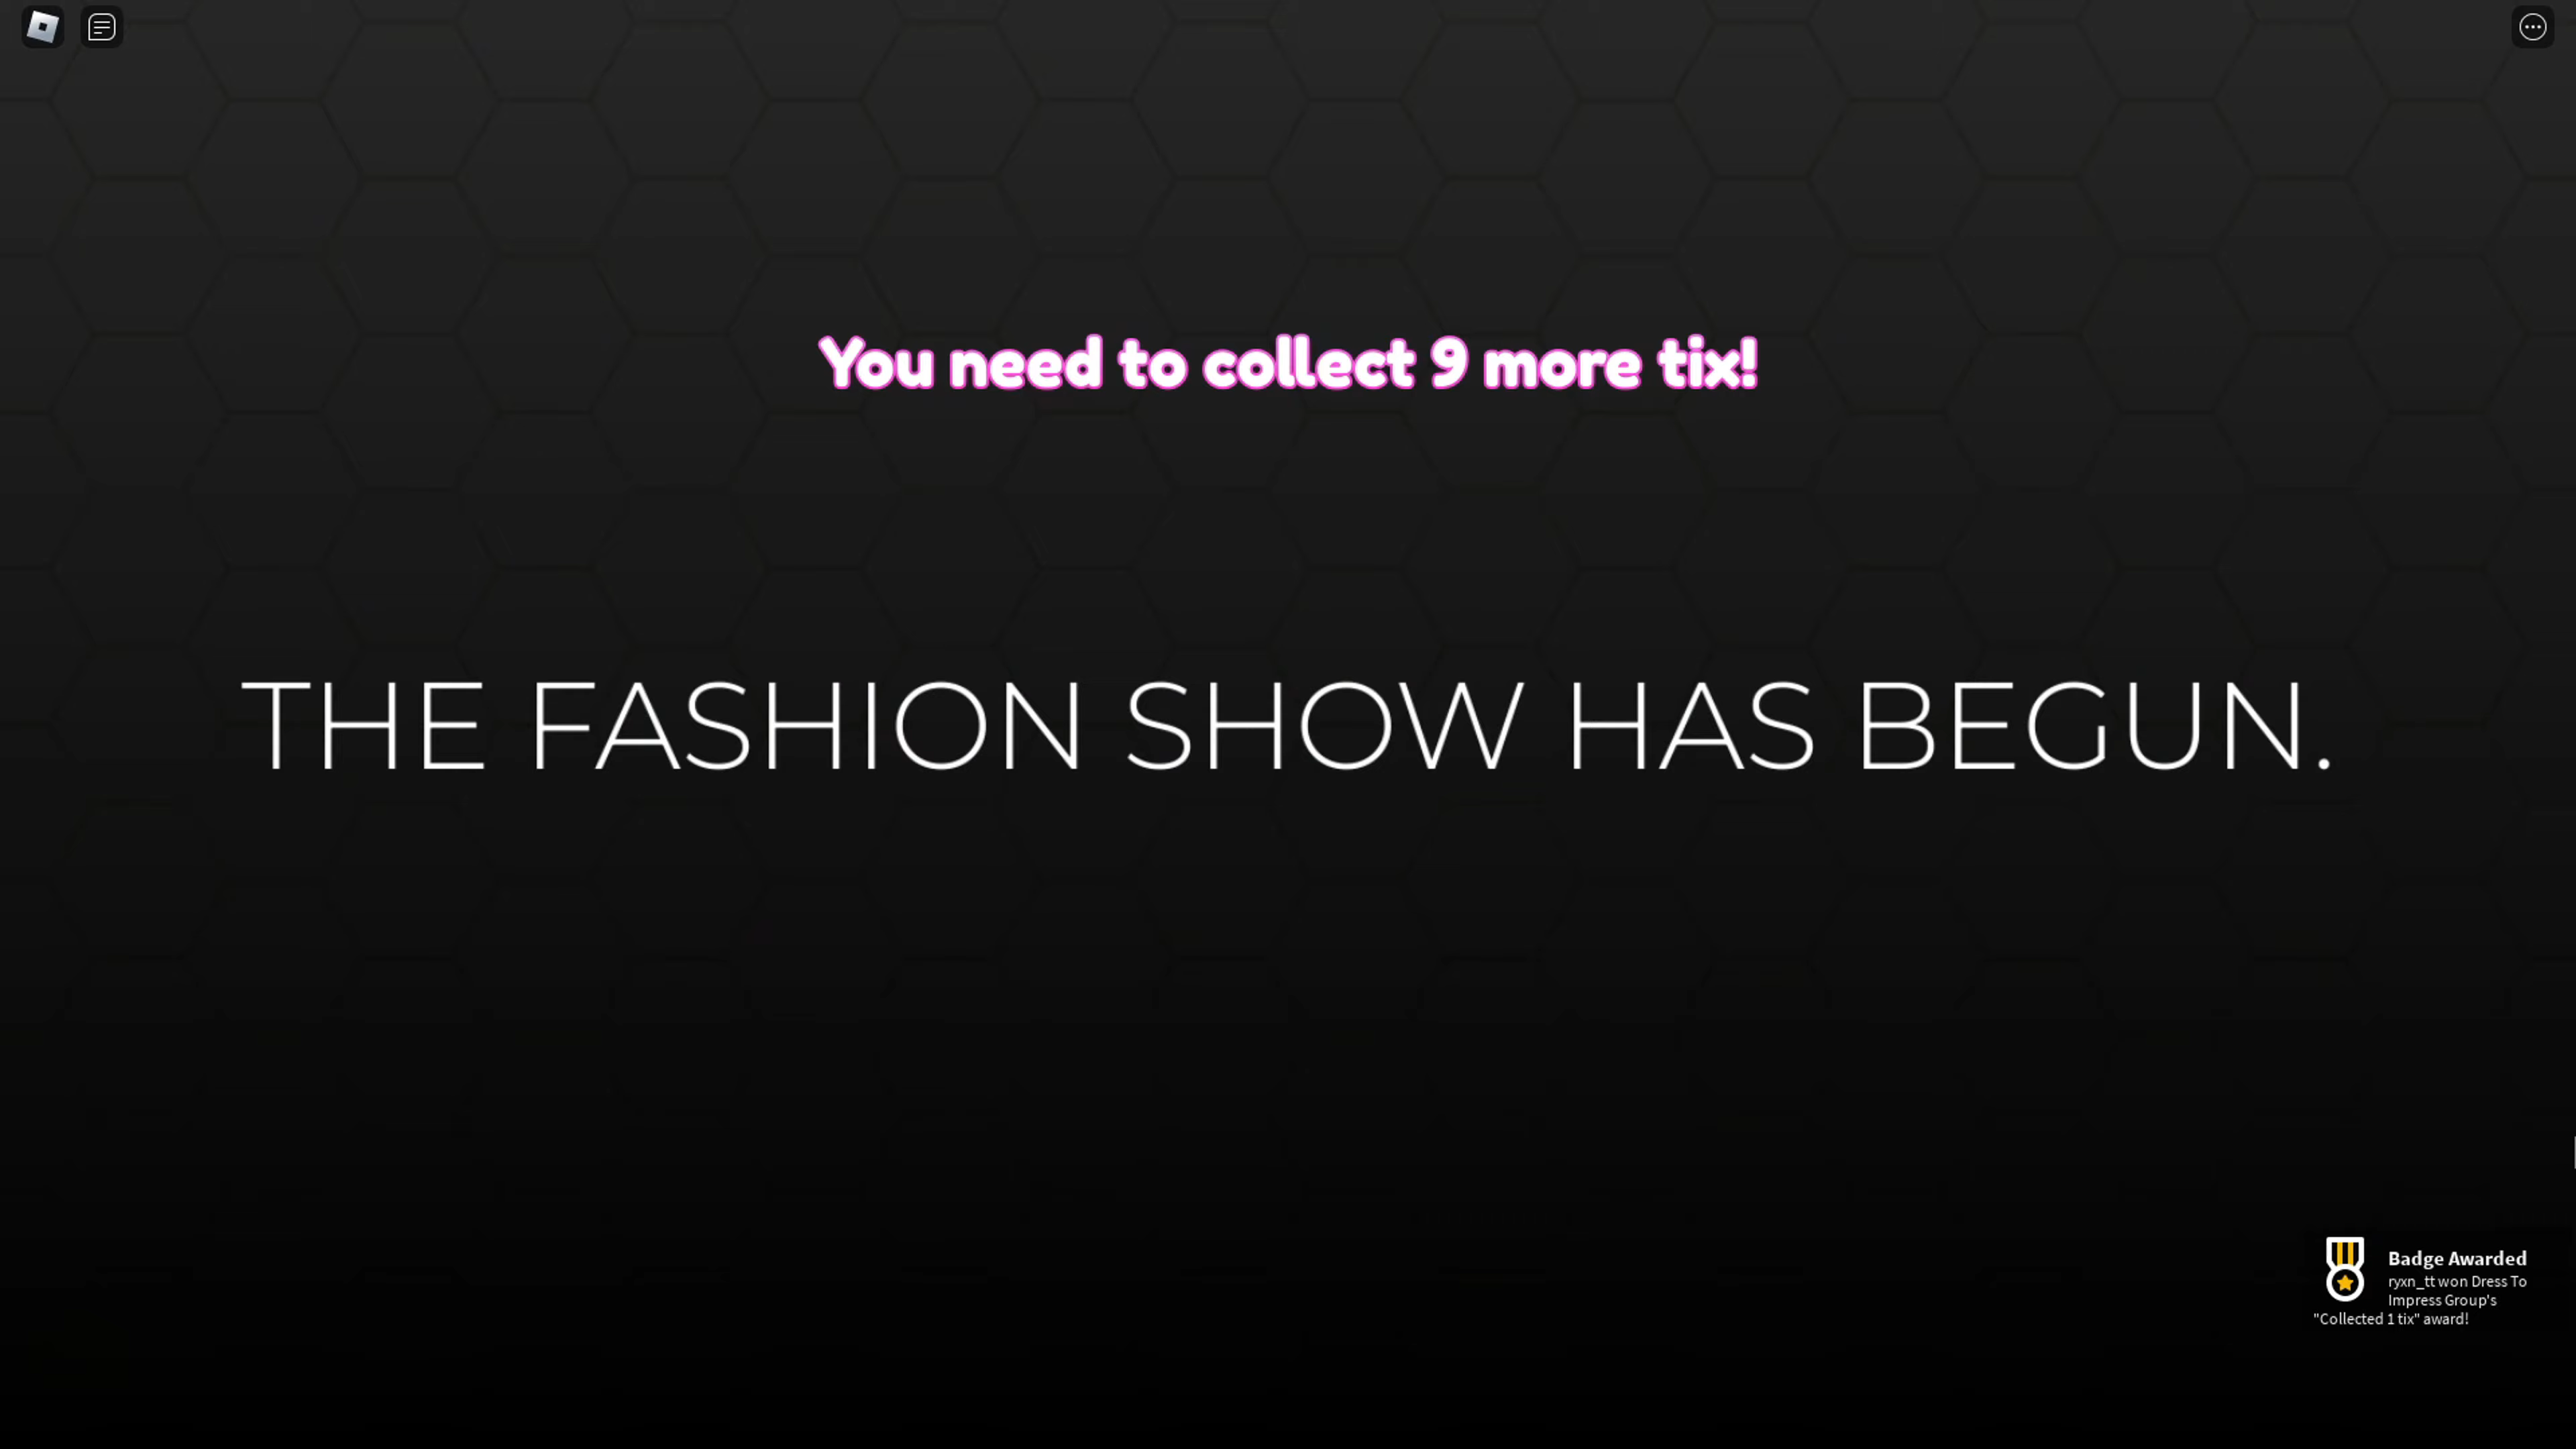 You need to collect 9 more tix!
THE FASHION SHOW HAS BEGUN.
Badge Awarded
ryxn_tt won Dress To
Impress Group's
"Collected 1 tix" award!